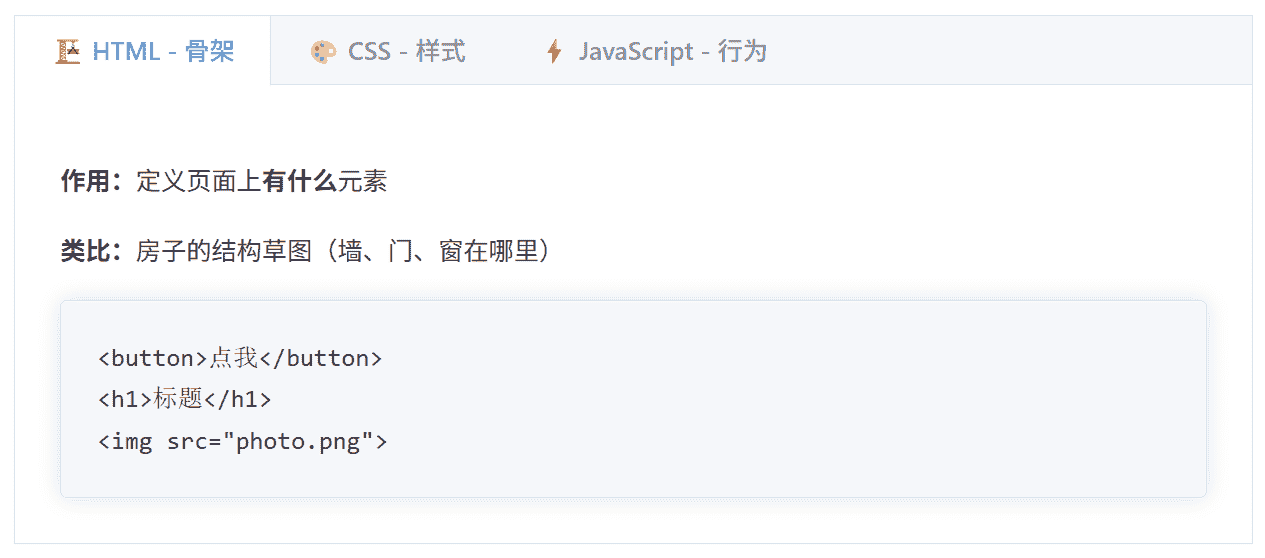 HTML - 骨架
CSS - 样式
JavaScript - 行为
作用：定义页面上有什么元素
类比：房子的结构草图（墙、门、窗在哪里）
<button>点我</button>
<h1>标题</h1>
<img src="photo.png">